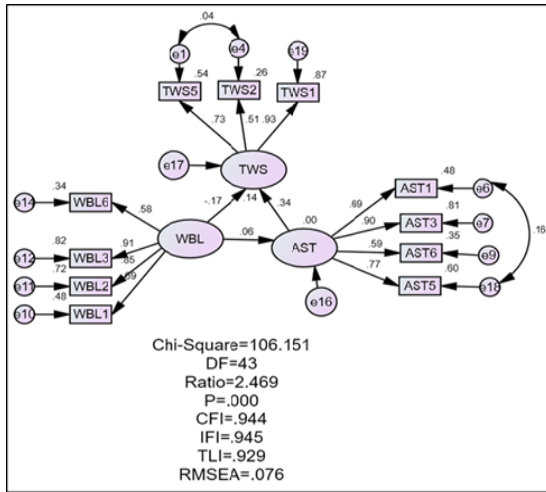 .04
e1 e4 e19
.54 .26 .87
TWS5 TWS2 TWS1
.73 .51 .93
e17 TWS
-.17 .14 .34
.34 .58
e14 WBL6
WBL .06 .00 AST
.82 .91
e12 WBL3
.72 .85
e11 WBL2
.48 .69
e10 WBL1
.69 AST1 .48 e6
.90 AST3 .81 e7
.59 AST6 .35 e9
.77 AST5 .60 e18
.16
e16
Chi-Square=106.151
DF=43
Ratio=2.469
P=.000
CFI=.944
IFI=.945
TLI=.929
RMSEA=.076